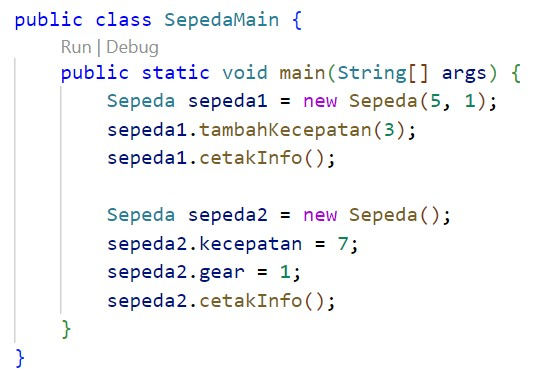 public class SepedaMain {
Run | Debug
public static void main(String[] args) {
Sepeda sepeda1 = new Sepeda(5, 1);
sepeda1.tambahKecepatan(3);
sepeda1.cetakInfo();
Sepeda sepeda2 = new Sepeda();
sepeda2.kecepatan = 7;
sepeda2.gear = 1;
sepeda2.cetakInfo();
}
}